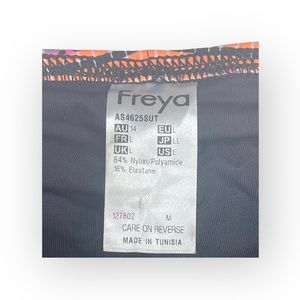 Freya
AS4625SUT
AU 14 EU L
FR L JP LL
UK L US L
84% Nylon/Polyamide
16% Elastane
127802 M
CARE ON REVERSE
MADE IN TUNISIA